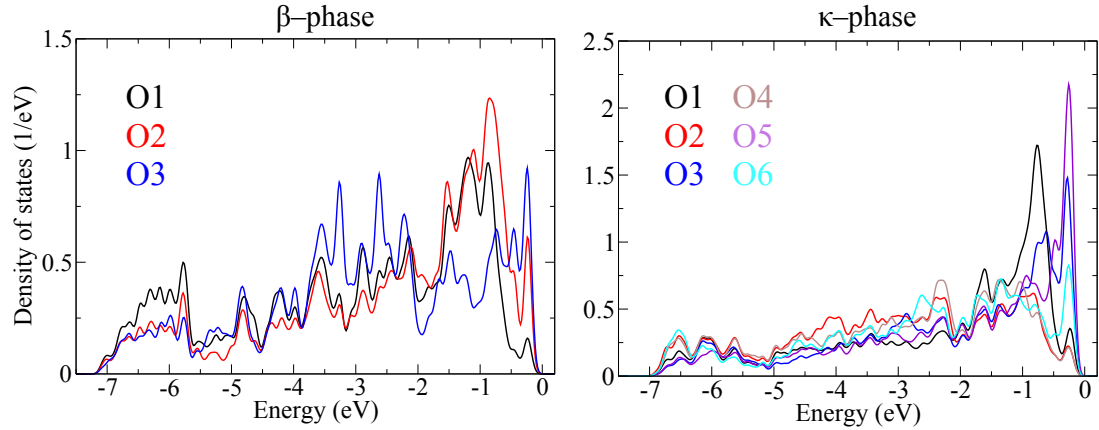 β–phase
1.5
1
0.5
0
Density of states (1/eV)
O1
O2
O3
-7 -6 -5 -4 -3 -2 -1 0
Energy (eV)
κ–phase
2.5
2
1.5
1
0.5
0
O1 O4
O2 O5
O3 O6
-7 -6 -5 -4 -3 -2 -1 0
Energy (eV)